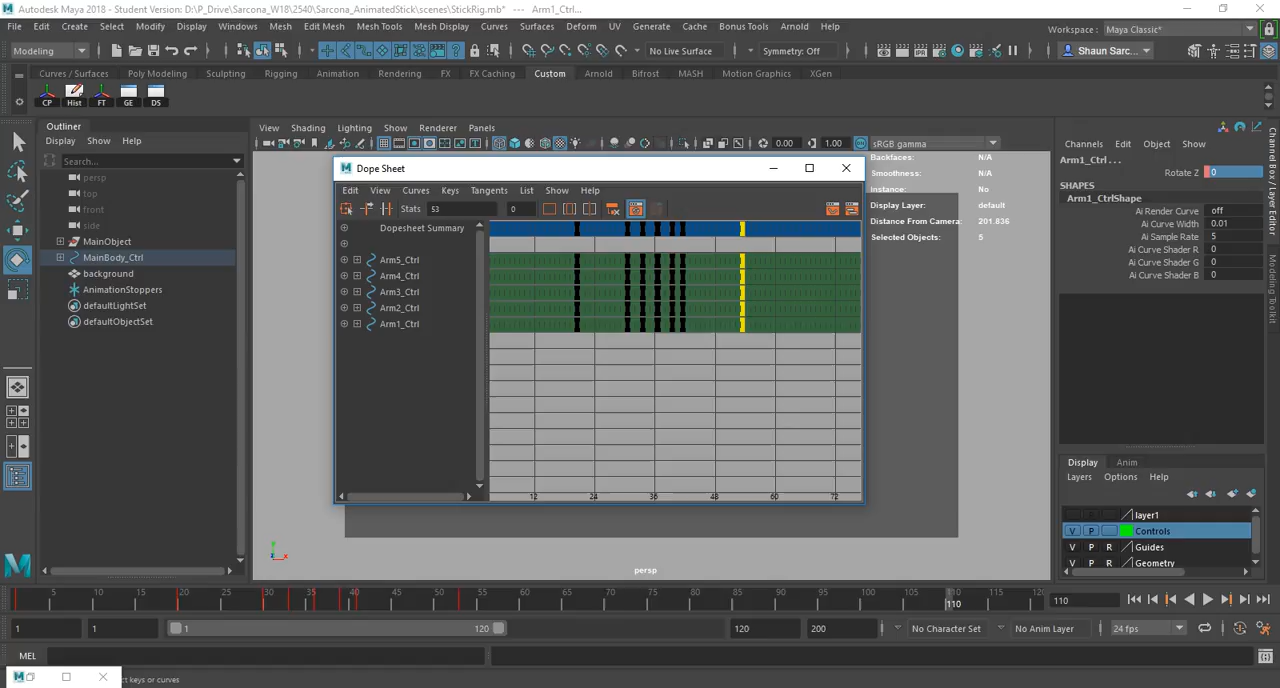 Autodesk Maya 2018 - Student Version: D:\P_Drive\Sarcona_W18\2540\Sarcona_AnimatedStick\scenes\StickRig.mb* --- Arm1_Ctrl...
File Edit Create Select Modify Display Windows Mesh Edit Mesh Mesh Tools Mesh Display Curves Surfaces Deform UV Generate Cache Toon Bonus Tools Arnold Help
Workspace : Maya Classic*
Modeling No Live Surface Symmetry: Off Shaun Sarc...
Curves / Surfaces Poly Modeling Sculpting Rigging Animation Rendering FX FX Caching Custom Arnold Bifrost MASH Motion Graphics XGen
CP Hist FT GE DS
Outliner
Display Show Help
Search...
persp
top
front
side
MainObject
MainBody_Ctrl
background
AnimationStoppers
defaultLightSet
defaultObjectSet
View Shading Lighting Show Renderer Panels
0.00 1.00 sRGB gamma
Backfaces: N/A
Smoothness: N/A
Instance: No
Display Layer: default
Distance From Camera: 201.836
Selected Objects: 5
Dope Sheet
Edit View Curves Keys Tangents List Show Help
Stats 53 0
Dopesheet Summary
Arm5_Ctrl
Arm4_Ctrl
Arm3_Ctrl
Arm2_Ctrl
Arm1_Ctrl
12 24 36 48 60 72
persp
Channels Edit Object Show
Arm1_Ctrl...
Rotate Z 0
SHAPES
Arm1_CtrlShape
Ai Render Curve off
Ai Curve Width 0.01
Ai Sample Rate 5
Ai Curve Shader R 0
Ai Curve Shader G 0
Ai Curve Shader B 0
Channel Box / Layer Editor
Modeling Toolkit
Display Anim
Layers Options Help
layer1
V P Controls
V P R Guides
V P R Geometry
5 10 15 20 25 30 35 40 45 50 55 60 65 70 75 80 85 90 95 100 105 110 115 120
110 110
1 1 1 120 120 200 No Character Set No Anim Layer 24 fps
MEL
ct keys or curves